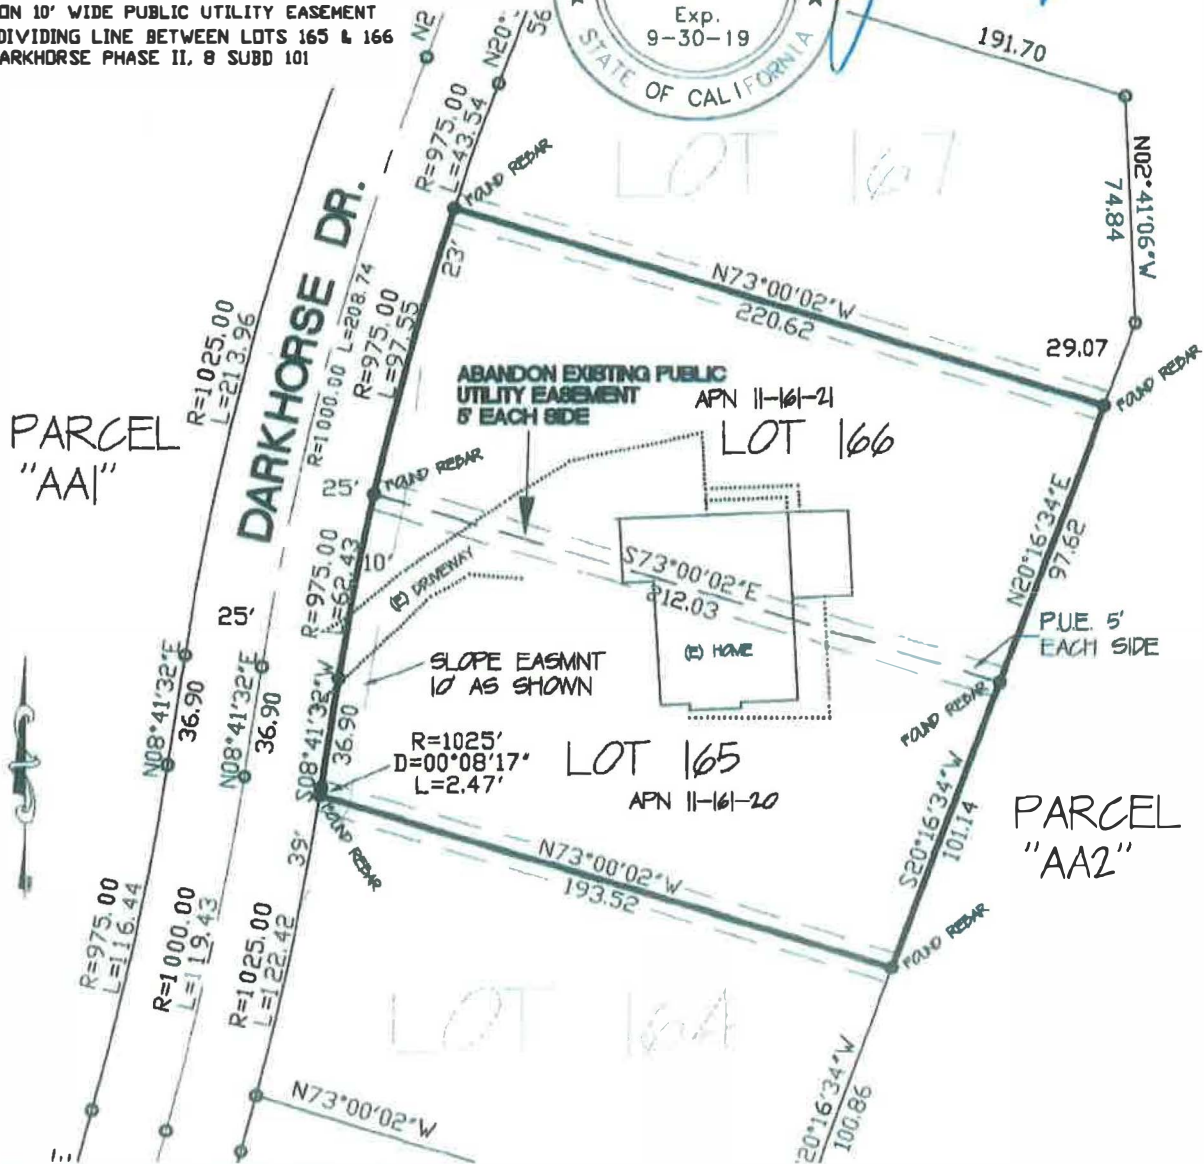 ON 10' WIDE PUBLIC UTILITY EASEMENT
DIVIDING LINE BETWEEN LOTS 165 & 166
ARKHORSE PHASE II, 8 SUBD 101
Exp.
9-30-19
STATE OF CALIFORNIA
N2
N20°
56
191.70
R=975.00
L=43.54
FOUND REBAR
LOT 167
N02°41'06"W
74.84
DARKHORSE DR.
23'
N73°00'02"W
220.62
29.07
FOUND REBAR
R=1025.00
L=213.96
R=1000.00 L=208.74
R=975.00
L=97.55
ABANDON EXISTING PUBLIC
UTILITY EASEMENT
5' EACH SIDE
APN 11-161-21
LOT 166
PARCEL
"AA1"
25'
FOUND REBAR
N20°16'34"E
97.62
R=975.00
L=62.43
10'
(E) DRIVEWAY
S73°00'02"E
212.03
25'
(E) HOME
P.U.E. 5'
EACH SIDE
SLOPE EASMNT
10' AS SHOWN
N08°41'32"E
36.90
N08°41'32"E
36.90
S08°41'32"W
36.90
FOUND REBAR
R=1025'
D=00°08'17"
L=2.47'
LOT 165
APN 11-161-20
FOUND REBAR
S20°16'34"W
101.14
PARCEL
"AA2"
39'
N73°00'02"W
193.52
R=975.00
L=116.44
R=1000.00
L=119.43
R=1025.00
L=122.42
FOUND REBAR
LOT 164
N73°00'02"W
20°16'34"W
100.86